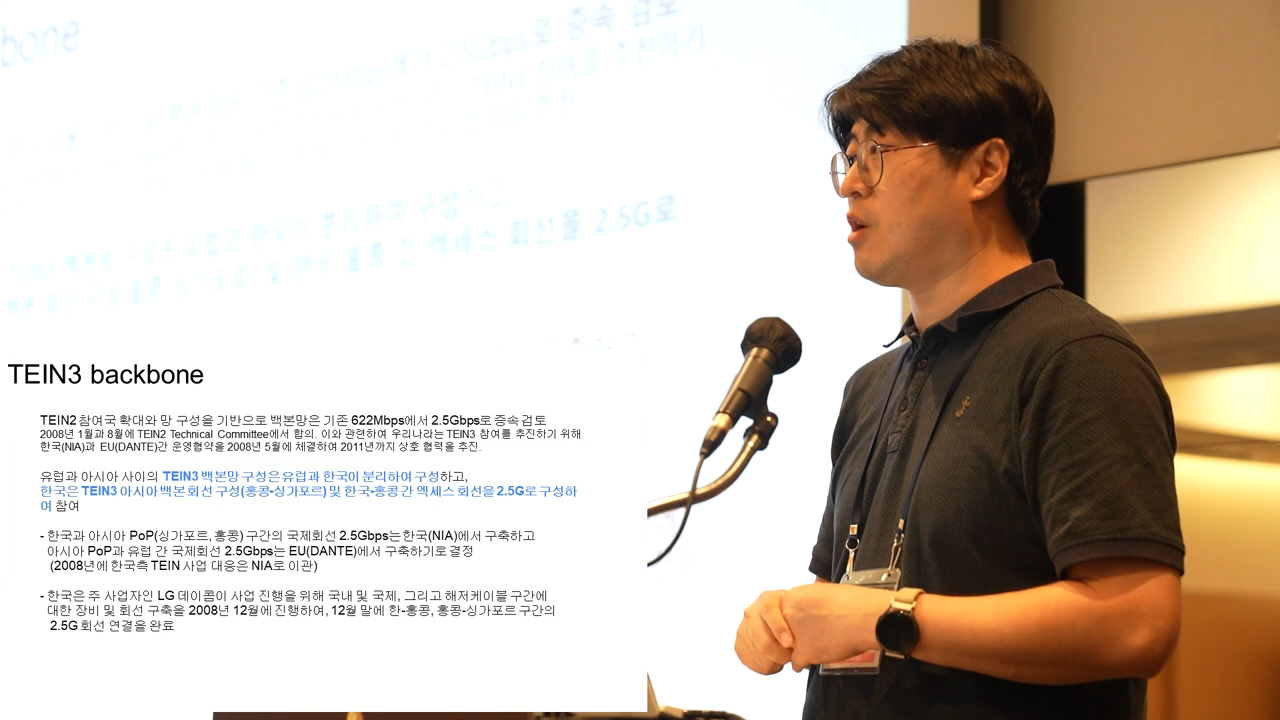 bone
회선을 2.5G로
TEIN3 backbone
TEIN2 참여국 확대와 망 구성을 기반으로 백본망은 기존 622Mbps에서 2.5Gbps로 증속 검토
2008년 1월과 8월에 TEIN2 Technical Committee에서 합의. 이와 관련하여 우리나라는 TEIN3 참여를 추진하기 위해
한국(NIA)과 EU(DANTE)간 운영협약을 2008년 5월에 체결하여 2011년까지 상호 협력을 추진.
유럽과 아시아 사이의 TEIN3 백본망 구성은 유럽과 한국이 분리하여 구성하고,
한국은 TEIN3 아시아 백본 회선 구성(홍콩-싱가포르) 및 한국-홍콩 간 엑세스 회선을 2.5G로 구성하
여 참여
- 한국과 아시아 PoP(싱가포르, 홍콩) 구간의 국제회선 2.5Gbps는 한국(NIA)에서 구축하고
아시아 PoP과 유럽 간 국제회선 2.5Gbps는 EU(DANTE)에서 구축하기로 결정
(2008년에 한국측 TEIN 사업 대응은 NIA로 이관)
- 한국은 주 사업자인 LG 데이콤이 사업 진행을 위해 국내 및 국제, 그리고 해저케이블 구간에
대한 장비 및 회선 구축을 2008년 12월에 진행하여, 12월 말에 한-홍콩, 홍콩-싱가포르 구간의
2.5G 회선 연결을 완료